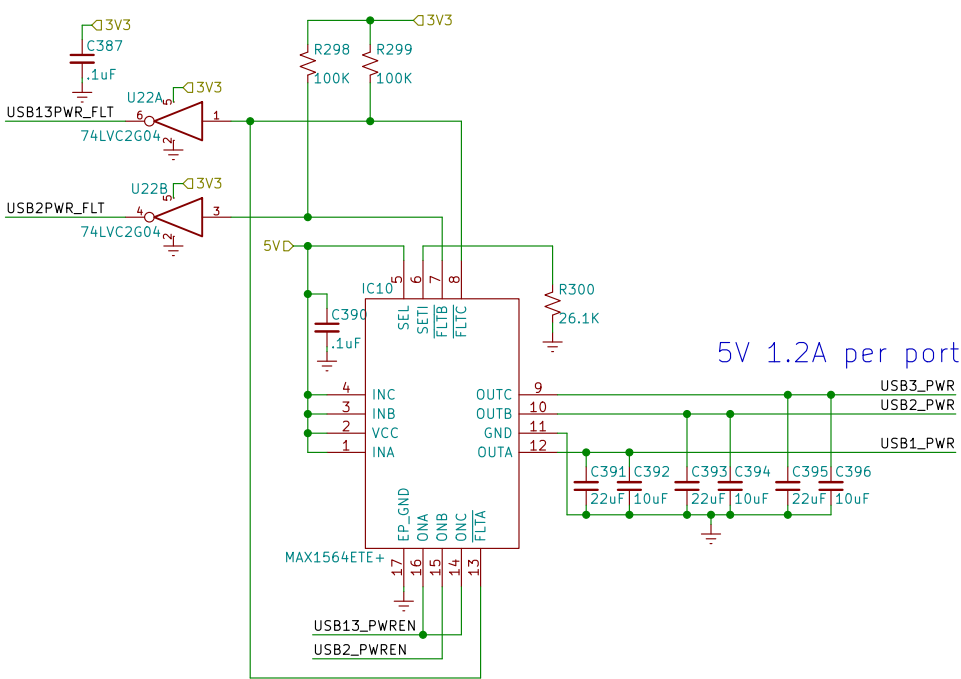 3V3
3V3
C387
R298
R299
.1uF
100K
100K
U22A
5
3V3
USB13PWR_FLT
6
1
74LVC2G04
2
U22B
5
3V3
USB2PWR_FLT
4
3
74LVC2G04
2
5V
5
6
7
8
IC10
R300
SEL
SETI
FLTB
FLTC
C390
26.1K
.1uF
5V 1.2A per port
4
INC
OUTC
9
USB3_PWR
3
INB
OUTB
10
USB2_PWR
2
VCC
GND
11
1
INA
OUTA
12
USB1_PWR
C391
C392
C393
C394
C395
C396
22uF
10uF
22uF
10uF
22uF
10uF
EP_GND
ONA
ONB
ONC
FLTA
MAX1564ETE+
17
16
15
14
13
USB13_PWREN
USB2_PWREN